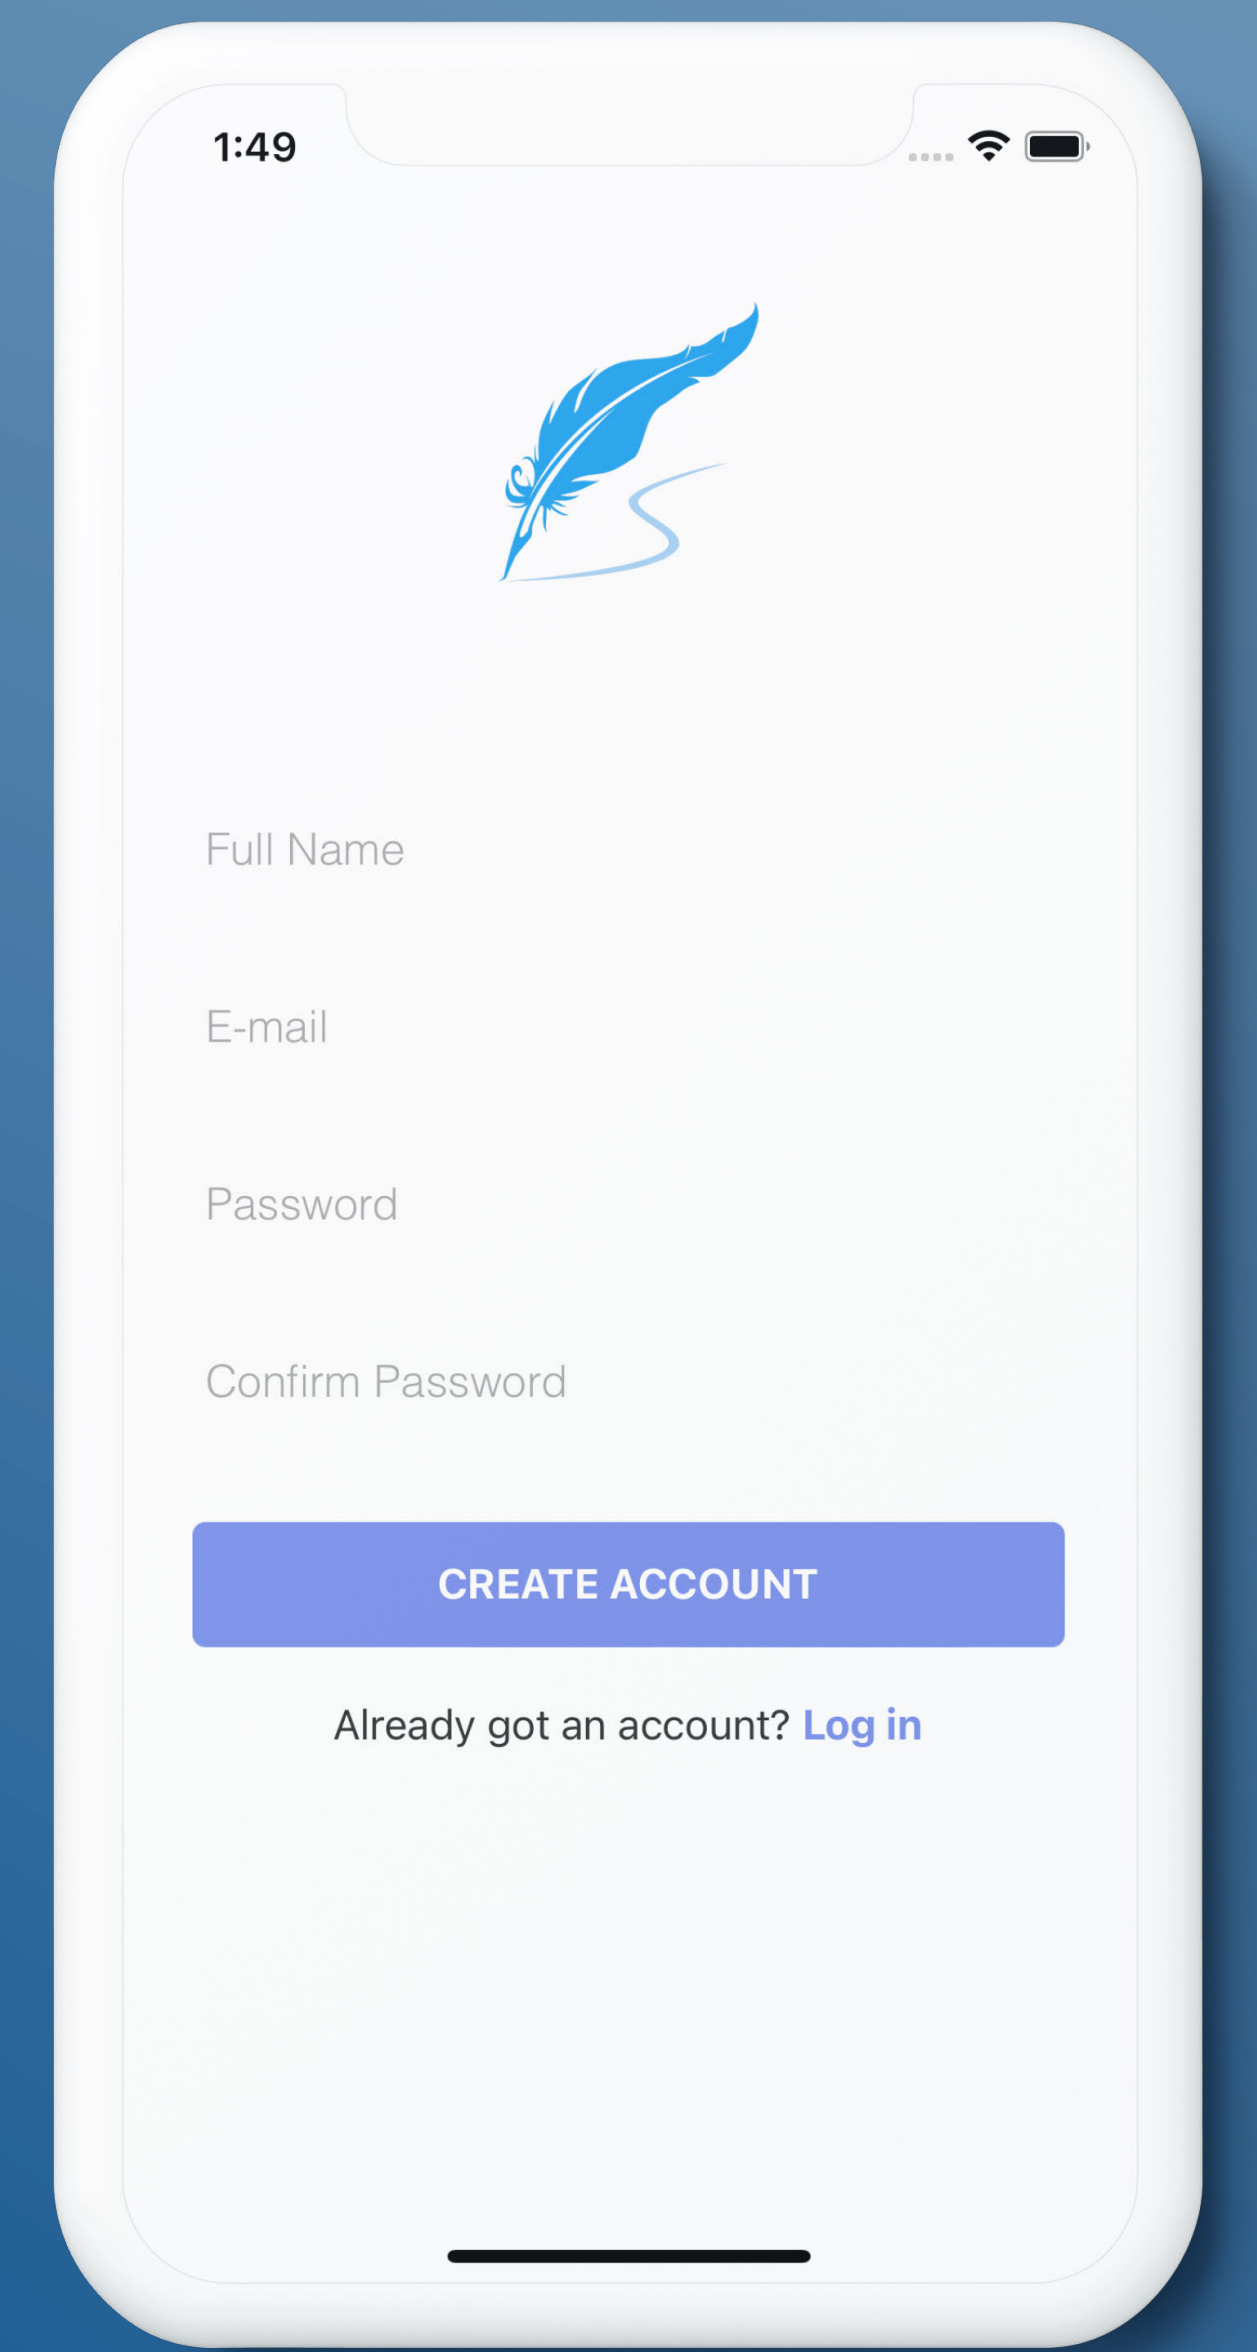 1:49
Full Name
E-mail
Password
Confirm Password
CREATE ACCOUNT
Already got an account? Log in